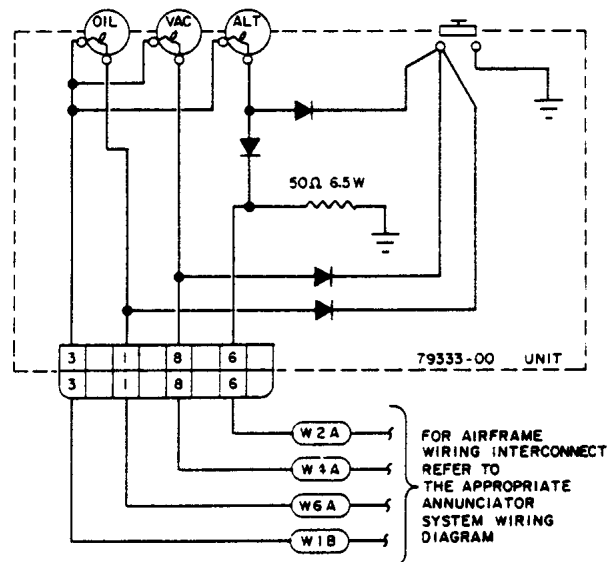 OIL VAC ALT
50Ω 6.5W
3 1 8 6
79333-00 UNIT
3 1 8 6
W2A
W4A
W6A
W1B
FOR AIRFRAME
WIRING INTERCONNECT
REFER TO
THE APPROPRIATE
ANNUNCIATOR
SYSTEM WIRING
DIAGRAM